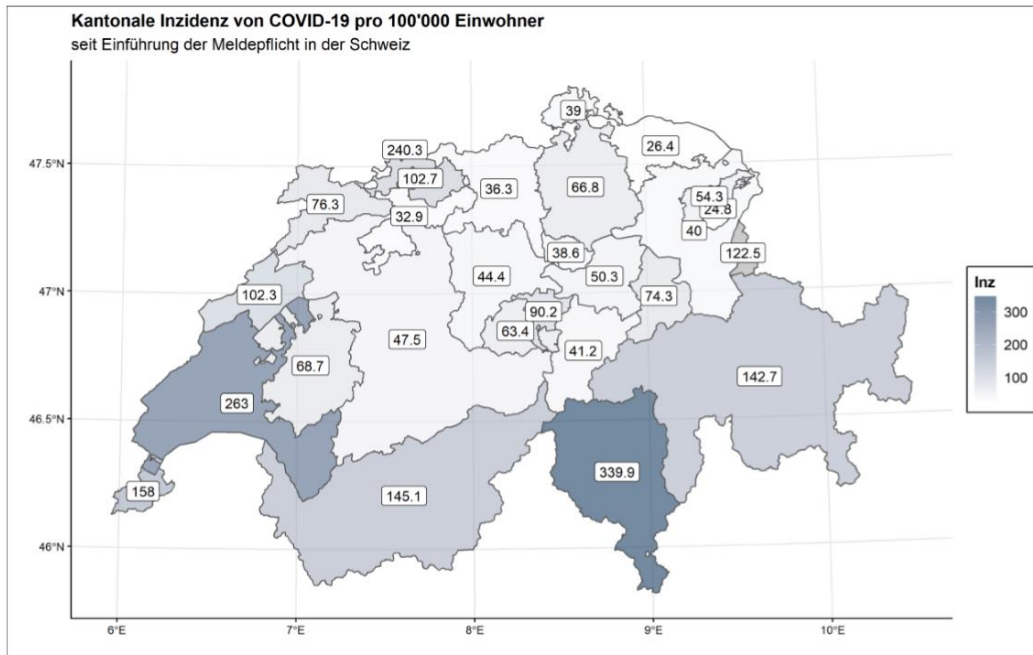 Kantonale Inzidenz von COVID-19 pro 100'000 Einwohner
seit Einführung der Meldepflicht in der Schweiz
39
47.5°N
240.3
26.4
102.7
36.3
66.8
54.3
76.3
32.9
24.8
40
38.6
122.5
44.4
50.3
47°N
102.3
74.3
90.2
63.4
47.5
41.2
68.7
142.7
263
46.5°N
339.9
158
145.1
46°N
6°E
7°E
8°E
9°E
10°E
Inz
300
200
100